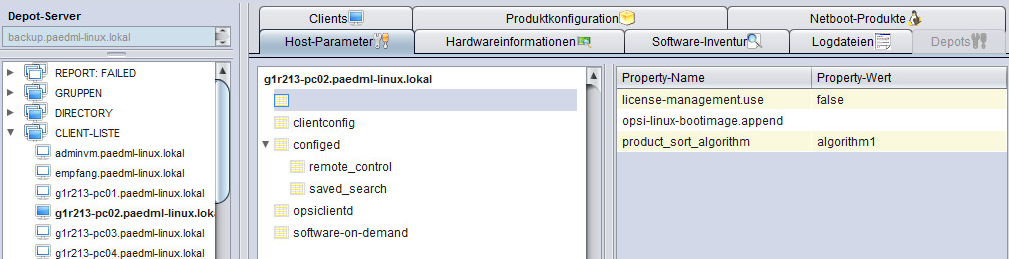 Depot-Server
backup.paedml-linux.lokal
REPORT: FAILED
GRUPPEN
DIRECTORY
CLIENT-LISTE
adminvm.paedml-linux.lokal
empfang.paedml-linux.lokal
g1r213-pc01.paedml-linux.lokal
g1r213-pc02.paedml-linux.loka
g1r213-pc03.paedml-linux.lokal
g1r213-pc04.paedml-linux.lokal
Clients
Produktkonfiguration
Netboot-Produkte
Host-Parameter
Hardwareinformationen
Software-Inventur
Logdateien
Depots
g1r213-pc02.paedml-linux.lokal
clientconfig
configed
remote_control
saved_search
opsiclientd
software-on-demand
Property-Name Property-Wert
license-management.use false
opsi-linux-bootimage.append
product_sort_algorithm algorithm1